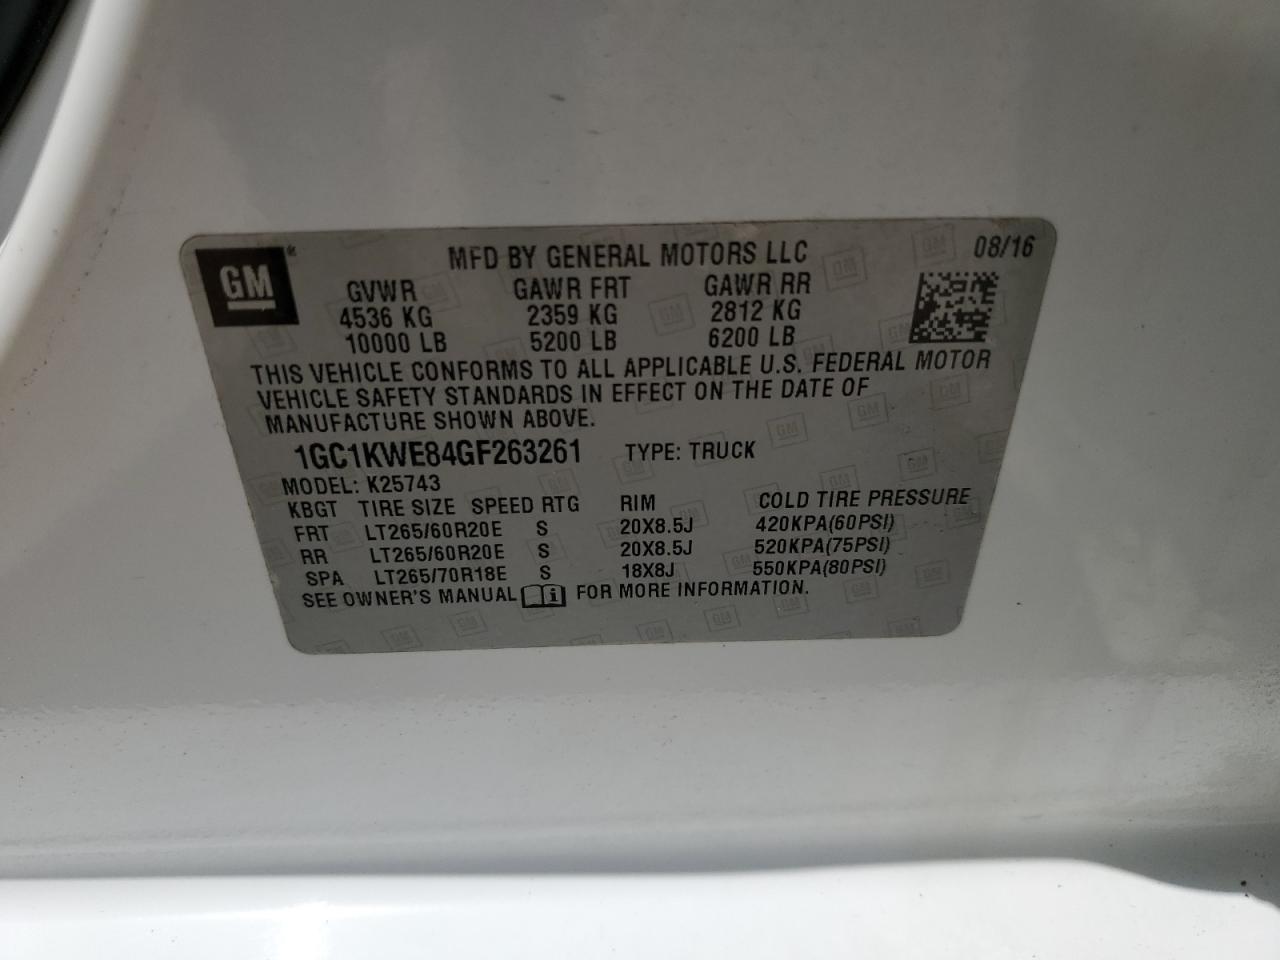 GM
MFD BY GENERAL MOTORS LLC 08/16
GVWR GAWR FRT GAWR RR
4536 KG 2359 KG 2812 KG
10000 LB 5200 LB 6200 LB
THIS VEHICLE CONFORMS TO ALL APPLICABLE U.S. FEDERAL MOTOR
VEHICLE SAFETY STANDARDS IN EFFECT ON THE DATE OF
MANUFACTURE SHOWN ABOVE.
1GC1KWE84GF263261 TYPE: TRUCK
MODEL: K25743
KBGT TIRE SIZE SPEED RTG RIM COLD TIRE PRESSURE
FRT LT265/60R20E S 20X8.5J 420KPA(60PSI)
RR LT265/60R20E S 20X8.5J 520KPA(75PSI)
SPA LT265/70R18E S 18X8J 550KPA(80PSI)
SEE OWNER'S MANUAL i FOR MORE INFORMATION.